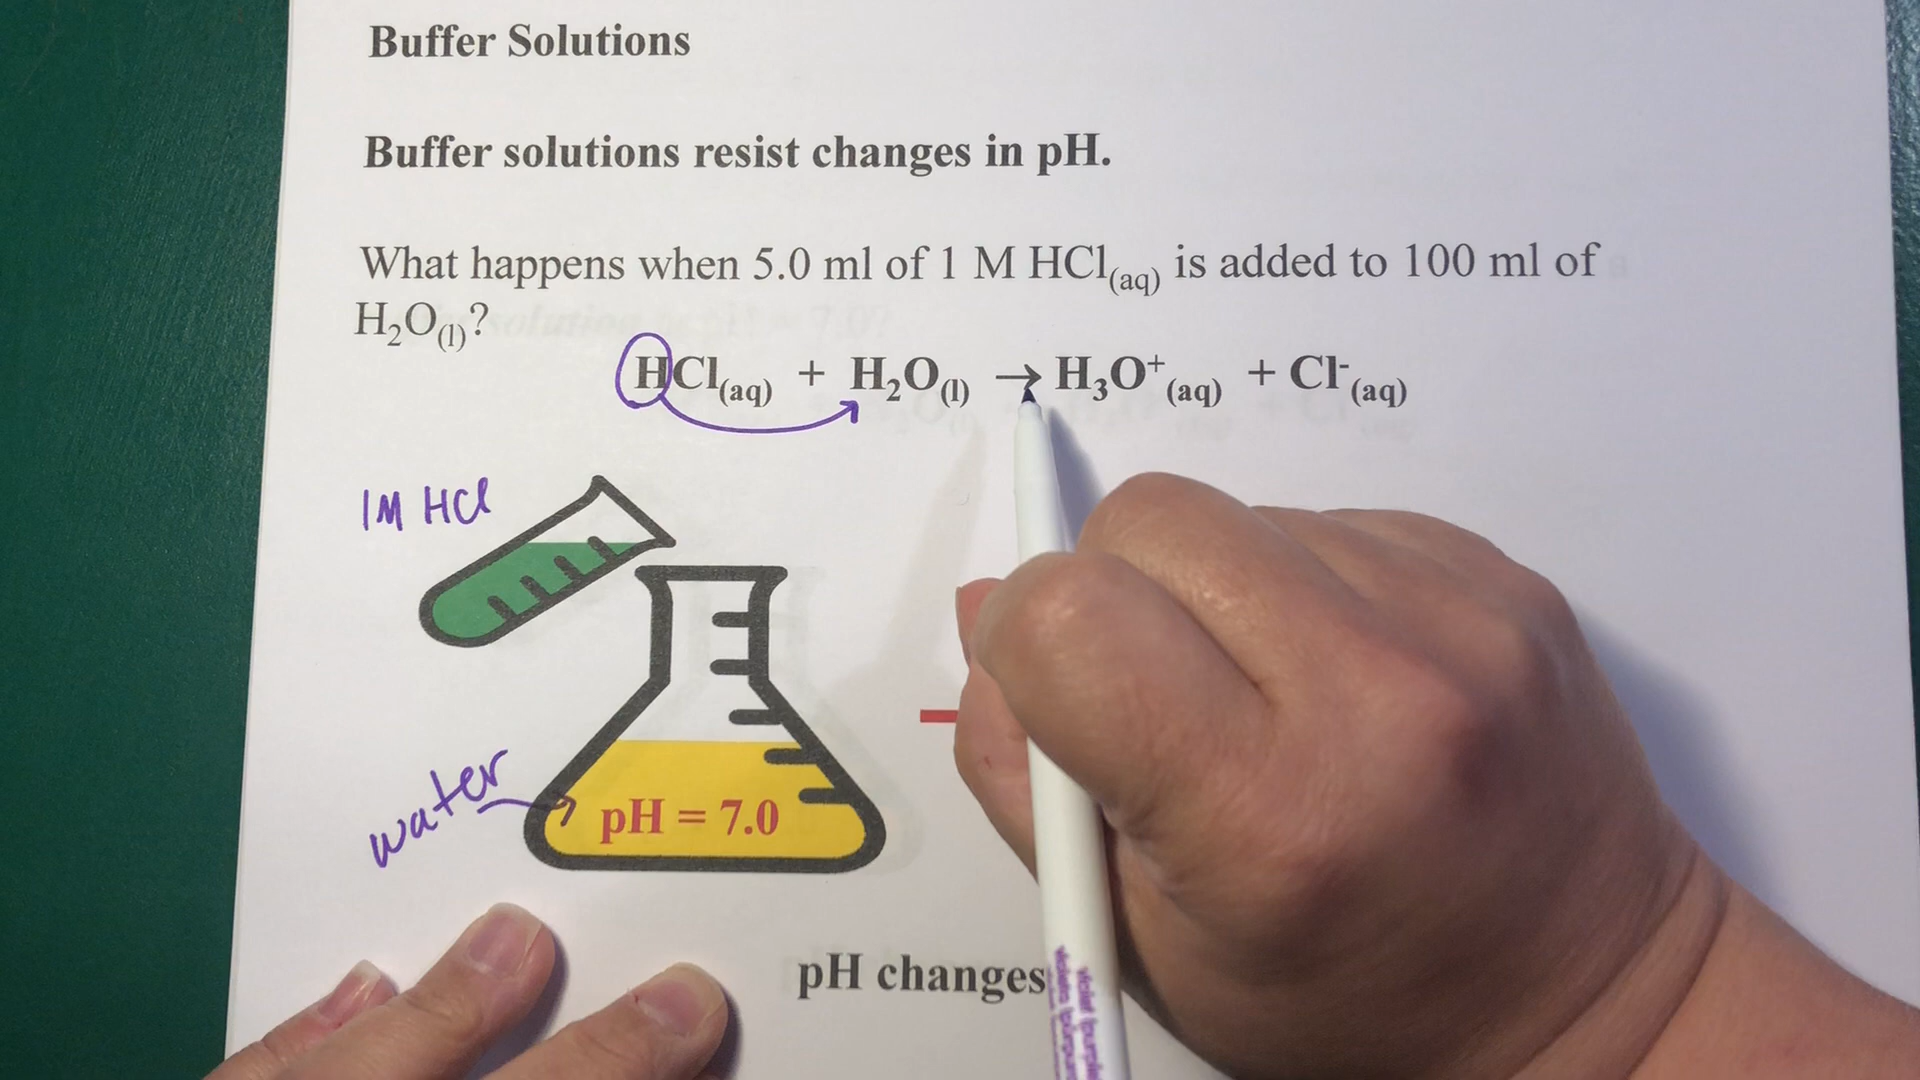 Buffer Solutions
Buffer solutions resist changes in pH.
What happens when 5.0 ml of 1 M HCl(aq) is added to 100 ml of
H₂O(l)?
HCl(aq) + H₂O(l) → H₃O⁺(aq) + Cl⁻(aq)
1M HCl
water
pH = 7.0
pH changes
violet (purple